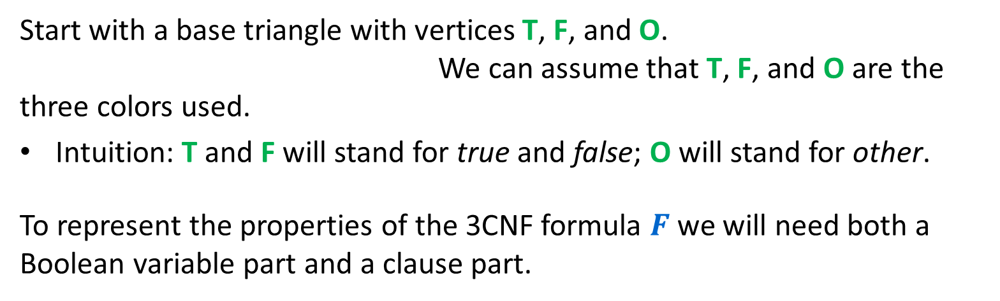 Start with a base triangle with vertices T, F, and O.
We can assume that T, F, and O are the
three colors used.
• Intuition: T and F will stand for true and false; O will stand for other.
To represent the properties of the 3CNF formula F we will need both a
Boolean variable part and a clause part.